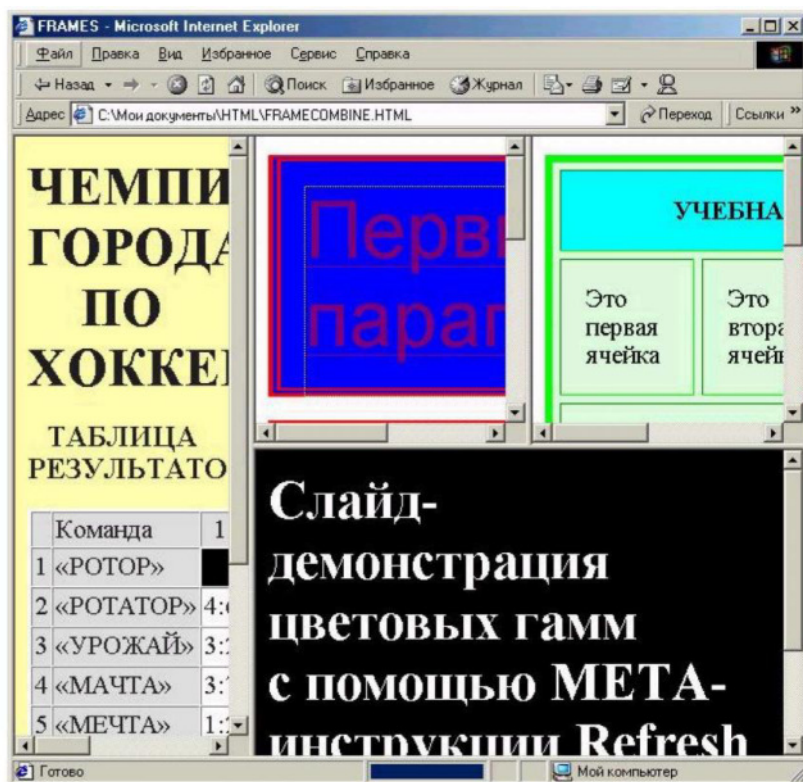 FRAMES - Microsoft Internet Explorer
Файл Правка Вид Избранное Сервис Справка
Назад Поиск Избранное Журнал
Адрес C:\Мои документы\HTML\FRAMECOMBINE.HTML Переход Ссылки »
ЧЕМПИ
ГОРОДА
ПО
ХОККЕ
ТАБЛИЦА
РЕЗУЛЬТАТО
Команда 1
1 «РОТОР»
2 «РОТАТОР» 4:
3 «УРОЖАЙ» 3:
4 «МАЧТА» 3:
5 «МЕЧТА» 1:
Перв
параг
УЧЕБНА
Это
первая
ячейка
Это
втора
ячей
Слайд-
демонстрация
цветовых гамм
с помощью META-
инструкции Refresh
Готово Мой компьютер